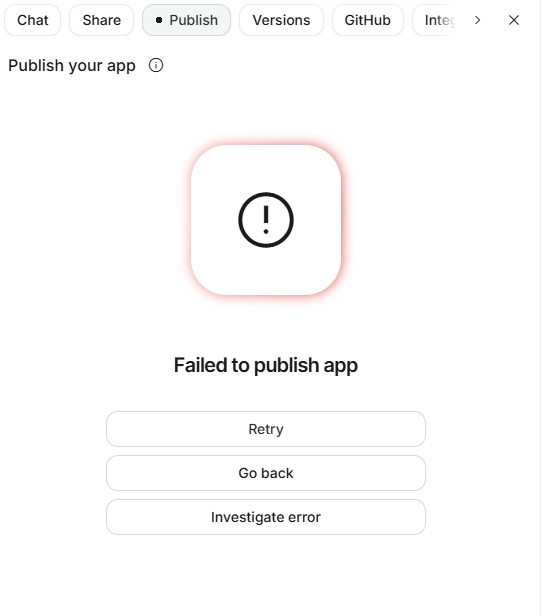 Chat Share Publish Versions GitHub
Publish your app
Failed to publish app
Retry
Go back
Investigate error